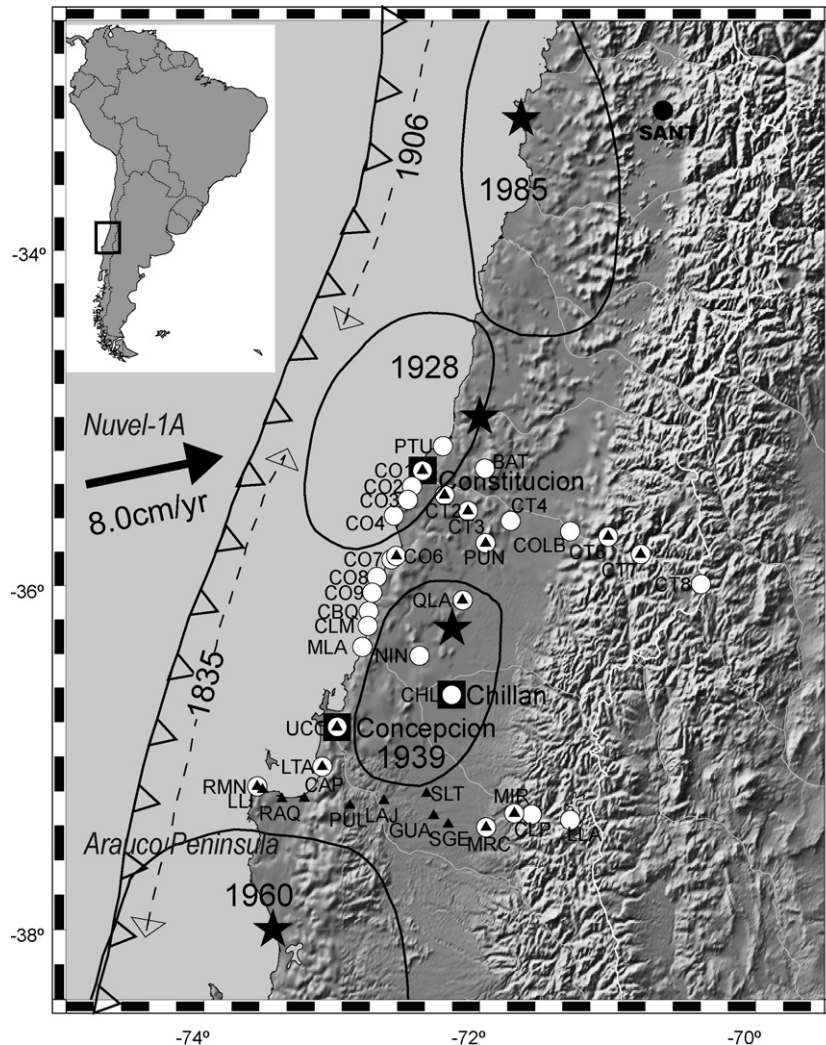 SANT
1906
1985
-34º
1928
Nuvel-1A
8.0cm/yr
PTU
BAT
CO1
Constitucion
CO2
CO3
CT2
CT4
CO4
CT3
COLB
CT6
PUN
CO7
CO6
CT7
CO8
CT8
-36º
CO9
QLA
CBQ
CLM
MLA
NIN
1835
CHL
Chillan
UCO
Concepcion
1939
LTA
RMN
CAP
SLT
MIR
LLI
RAQ
LAJ
PUL
CLP
LLA
GUA
SGE
MRC
Arauco Peninsula
1960
-38º
-74º
-72º
-70º